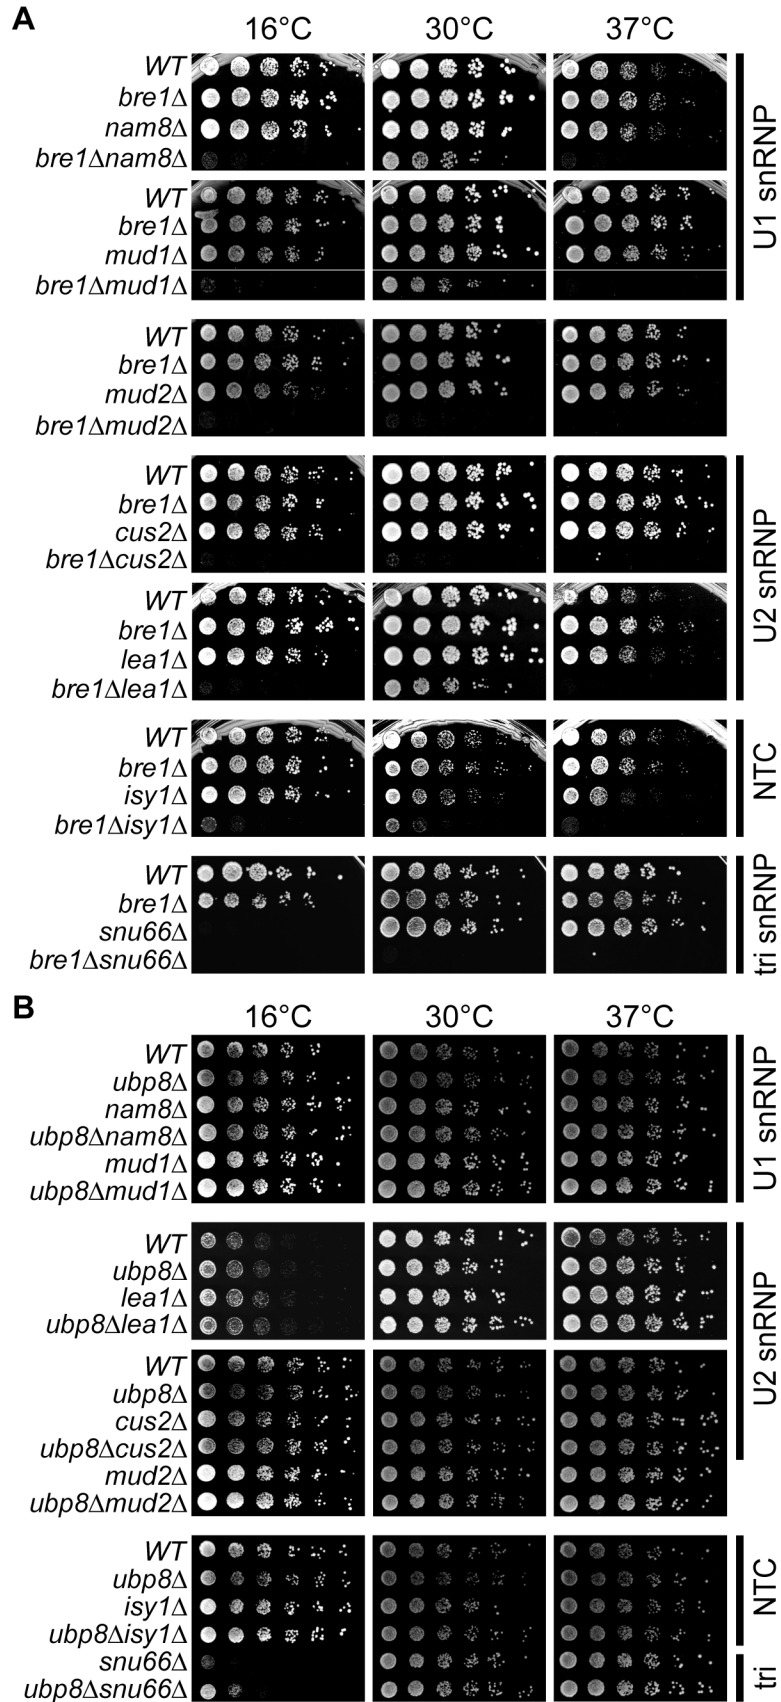 A
16°C 30°C 37°C
WT
bre1Δ
nam8Δ
bre1Δnam8Δ
WT
bre1Δ
mud1Δ
bre1Δmud1Δ
U1 snRNP
WT
bre1Δ
mud2Δ
bre1Δmud2Δ
WT
bre1Δ
cus2Δ
bre1Δcus2Δ
WT
bre1Δ
lea1Δ
bre1Δlea1Δ
U2 snRNP
WT
bre1Δ
isy1Δ
bre1Δisy1Δ
NTC
WT
bre1Δ
snu66Δ
bre1Δsnu66Δ
tri snRNP
B
16°C 30°C 37°C
WT
ubp8Δ
nam8Δ
ubp8Δnam8Δ
mud1Δ
ubp8Δmud1Δ
U1 snRNP
WT
ubp8Δ
lea1Δ
ubp8Δlea1Δ
WT
ubp8Δ
cus2Δ
ubp8Δcus2Δ
U2 snRNP
mud2Δ
ubp8Δmud2Δ
WT
ubp8Δ
isy1Δ
ubp8Δisy1Δ
NTC
snu66Δ
ubp8Δsnu66Δ
tri